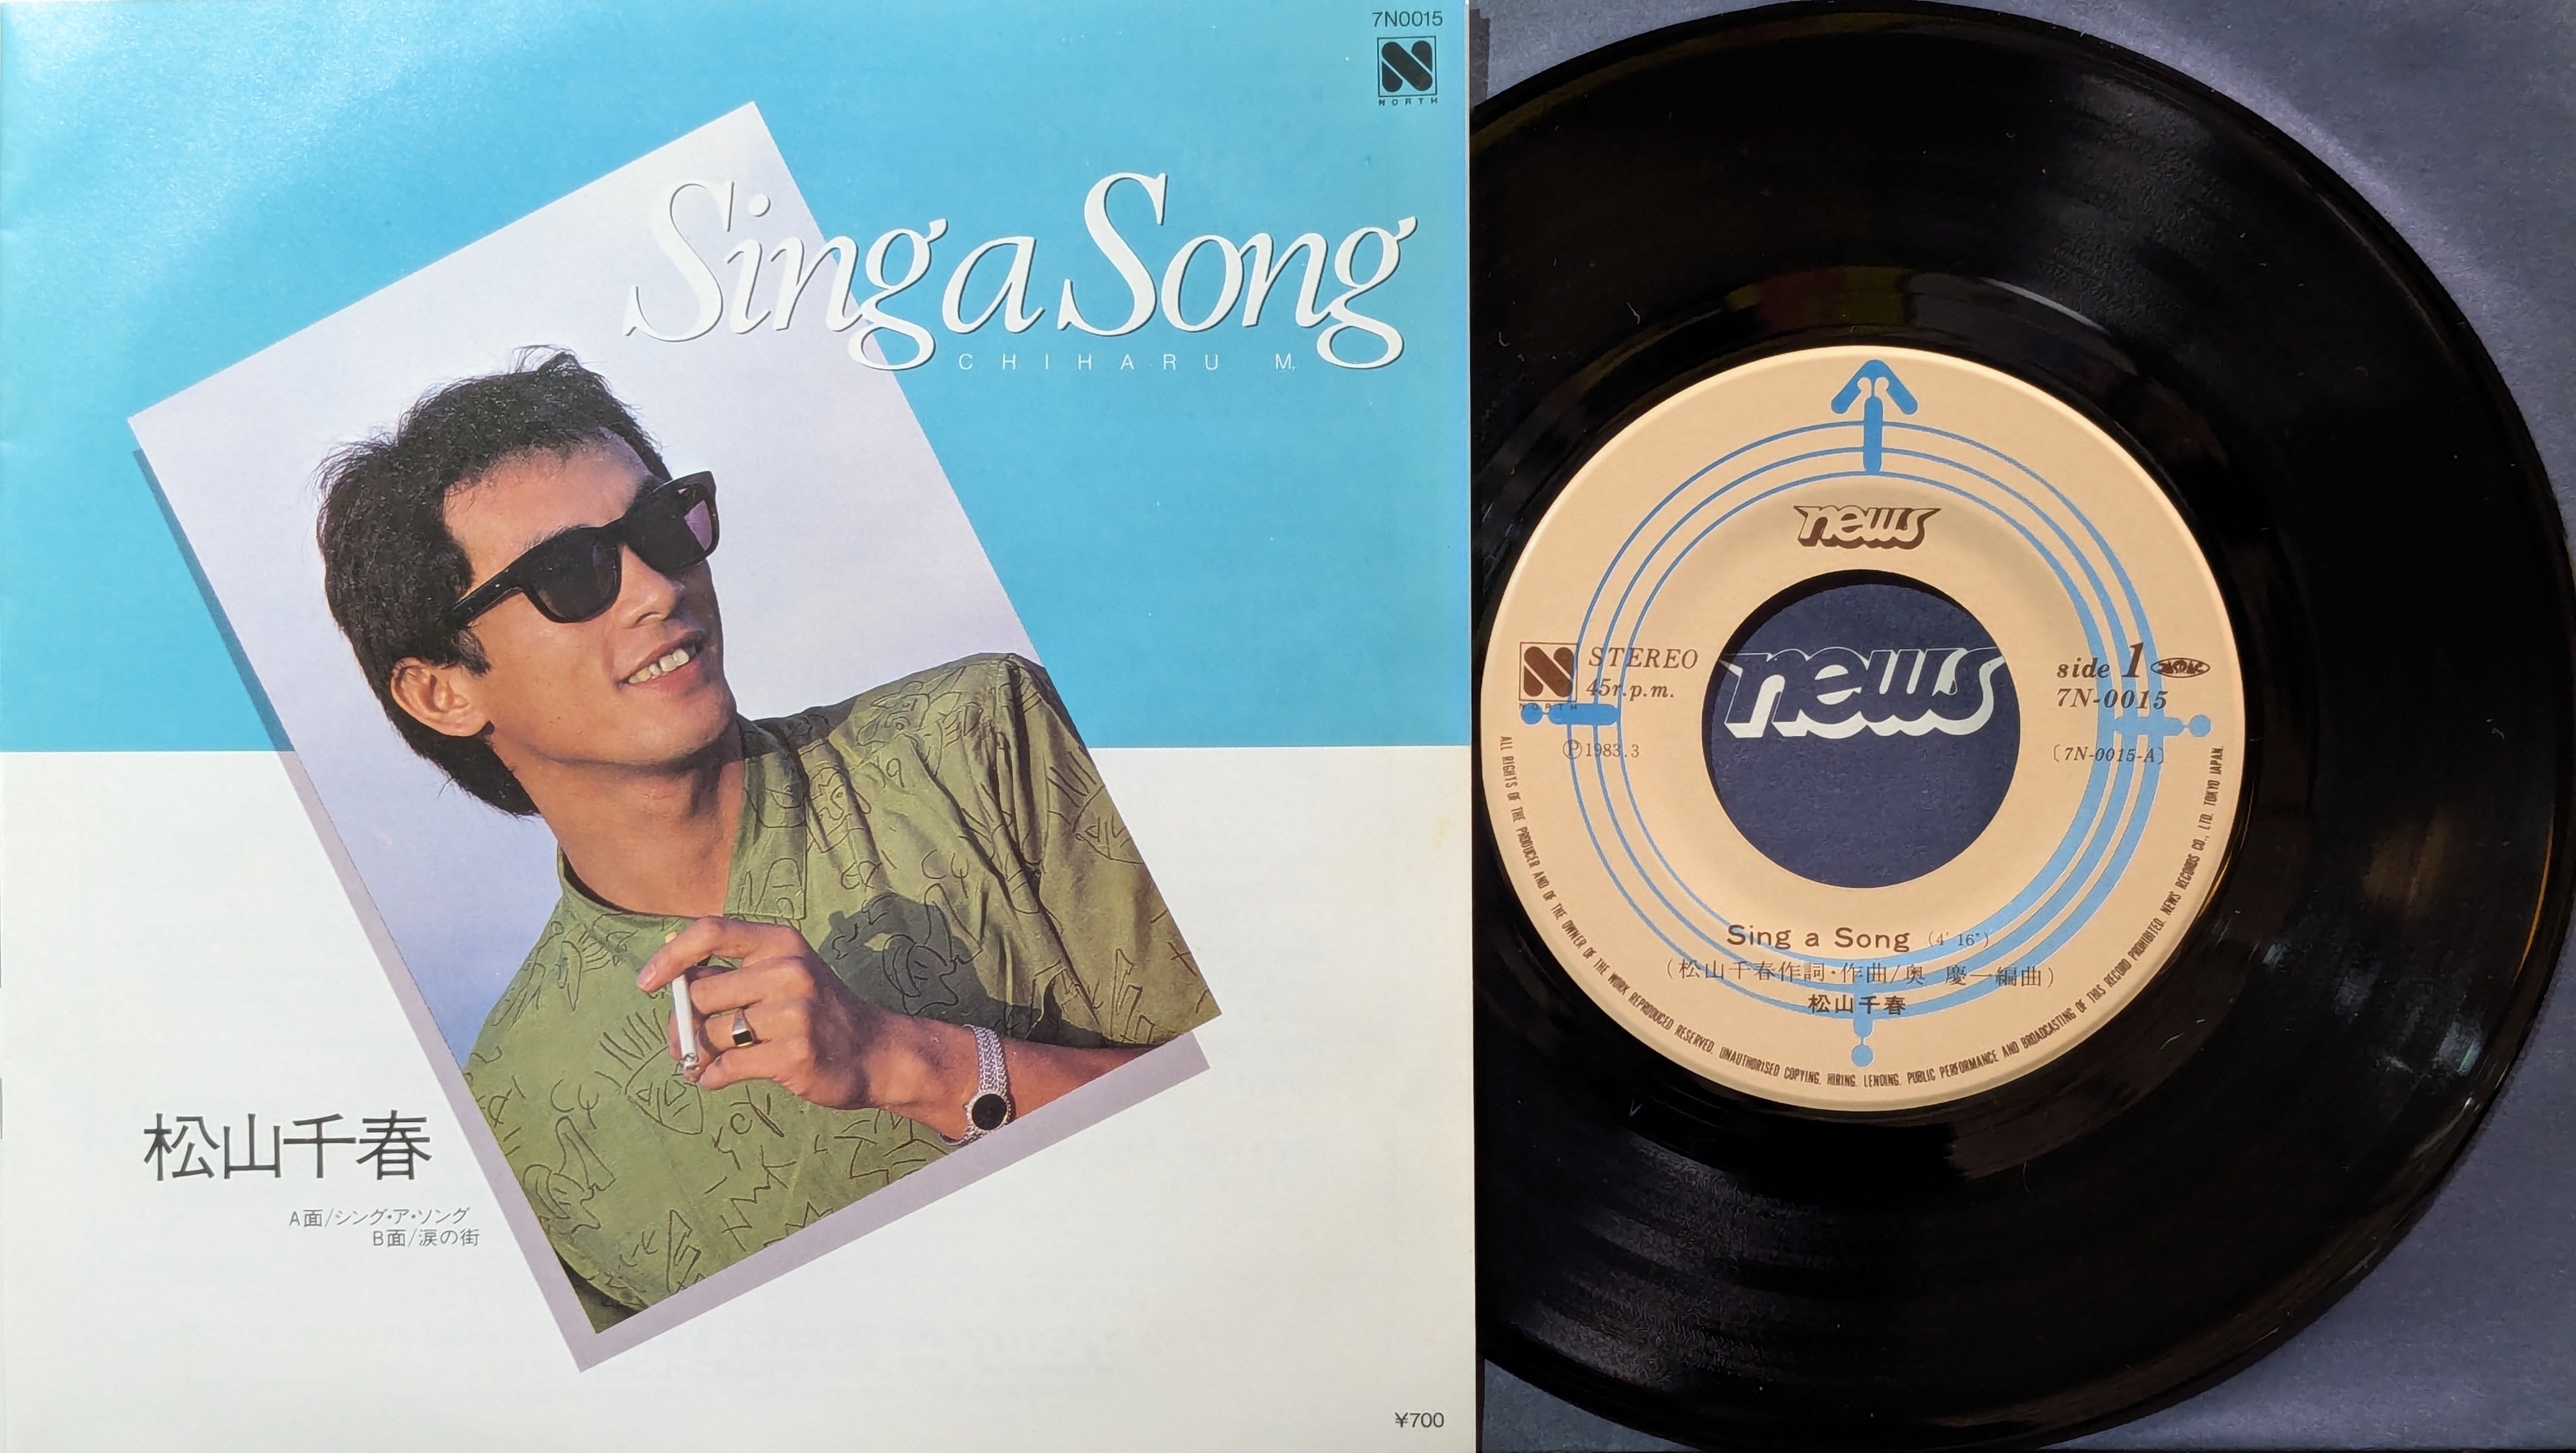 7N0015
NORTH
Sing a Song
CHIHARU M.
松山千春
A面/シング・ア・ソング
B面/涙の街
¥700
news
news
NORTH
STEREO
45r.p.m.
Ⓟ1983.3
side 1
7N-0015
〔7N-0015-A〕
Sing a Song (4' 16")
(松山千春作詞・作曲/奥 慶一編曲)
松山千春
ALL RIGHTS OF THE PRODUCER AND OF THE OWNER OF THE WORK REPRODUCED RESERVED. UNAUTHORISED COPYING. HIRING. LENDING. PUBLIC PERFORMANCE AND BROADCASTING OF THIS RECORD PROHIBITED. NEWS RECORDS CO., LTD. TOKYO JAPAN.